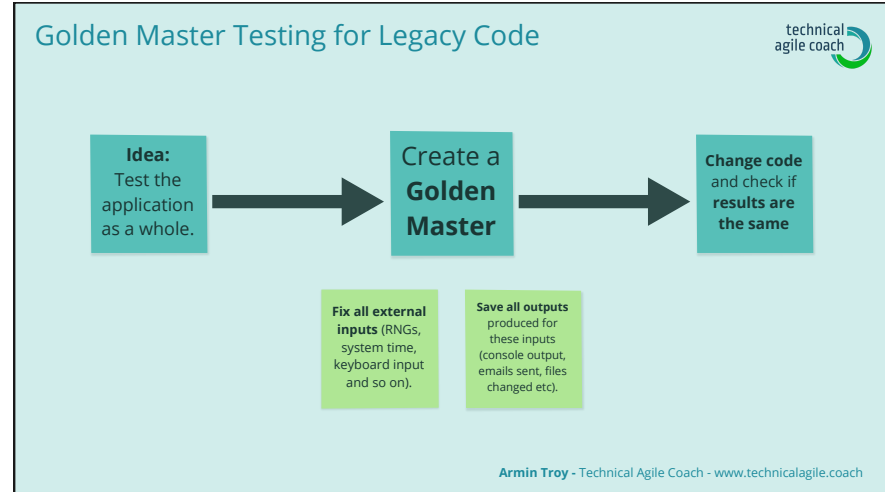 Golden Master Testing for Legacy Code
technical
agile coach
Idea:
Test the
application
as a whole.
Create a
Golden
Master
Change code
and check if
results are
the same
Fix all external
inputs (RNGs,
system time,
keyboard input
and so on).
Save all outputs
produced for
these inputs
(console output,
emails sent, files
changed etc).
Armin Troy - Technical Agile Coach - www.technicalagile.coach